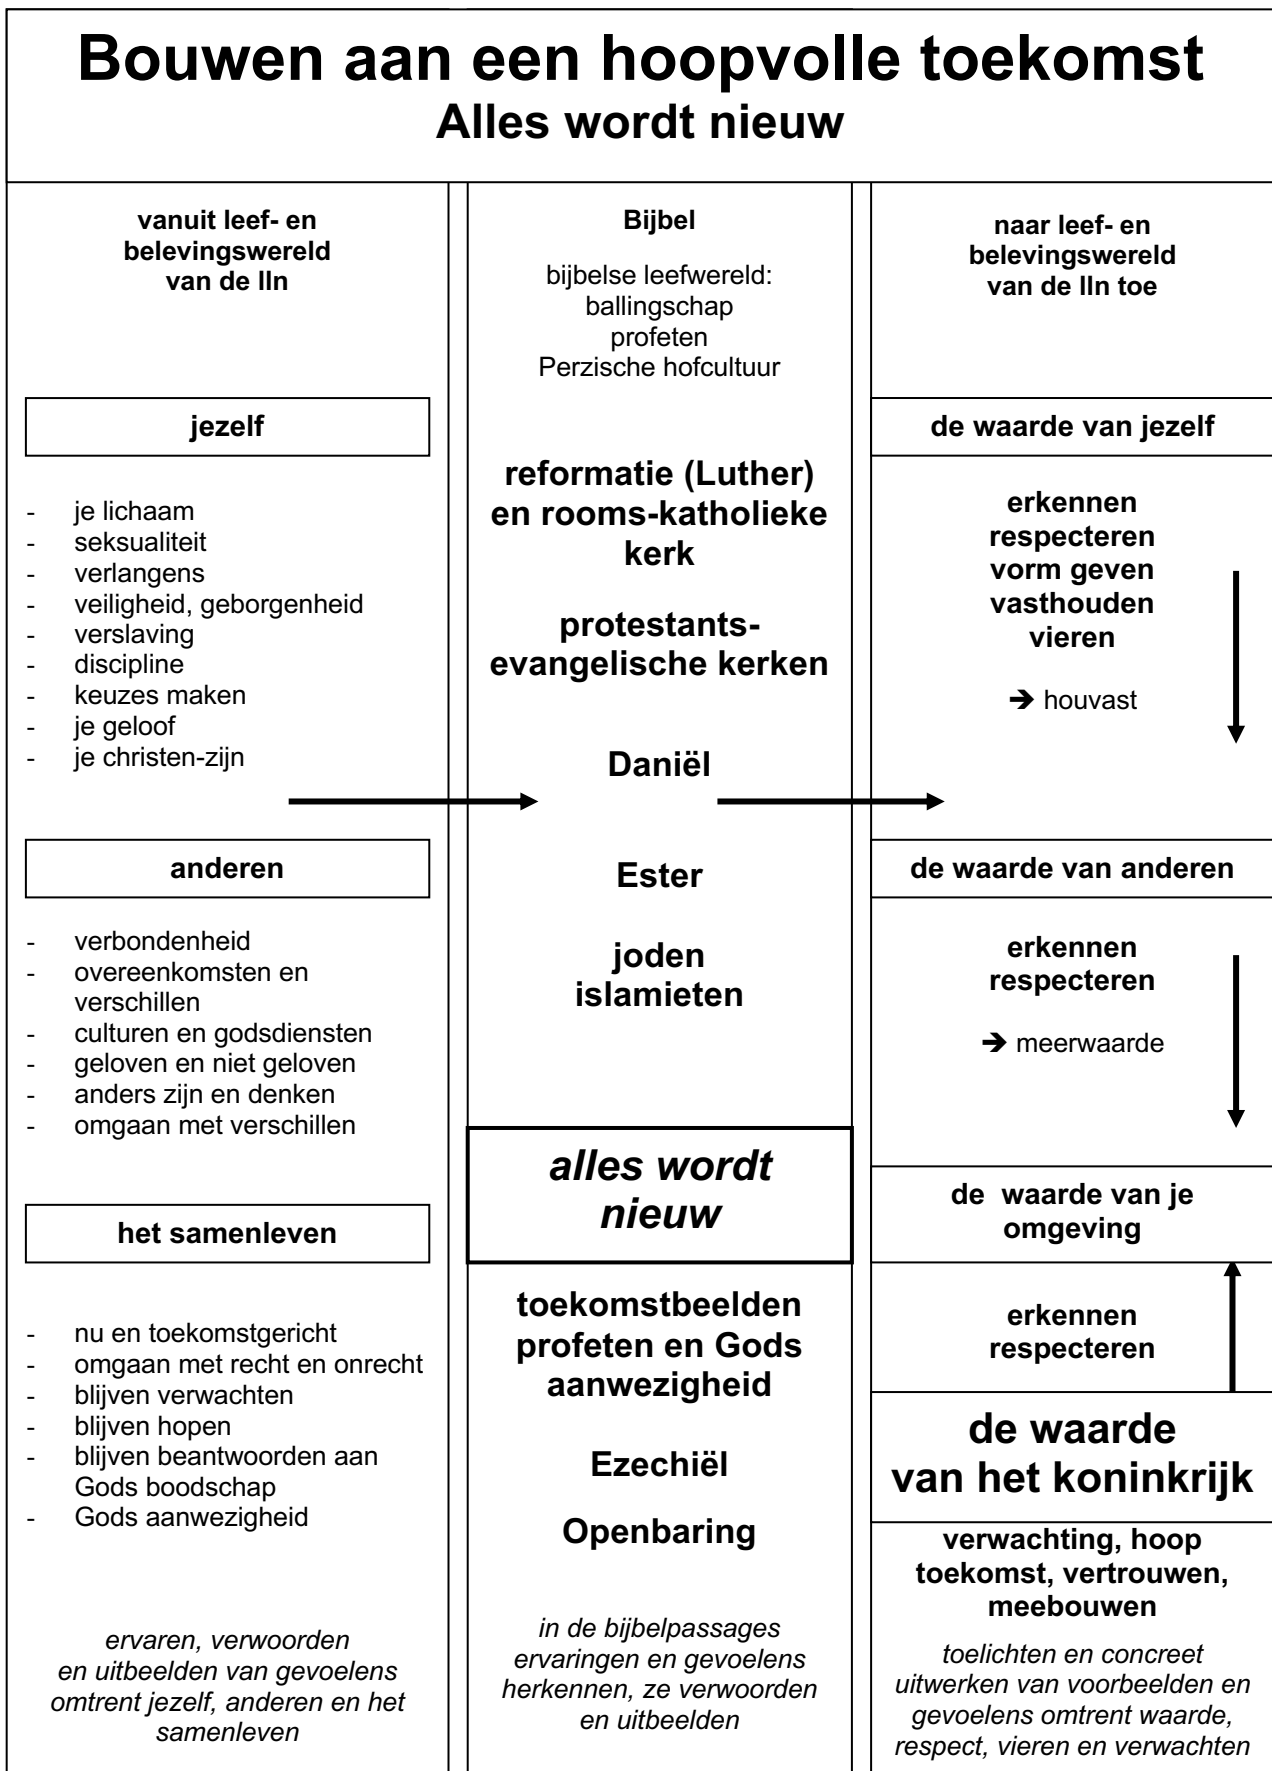 Bouwen aan een hoopvolle toekomst
Alles wordt nieuw
vanuit leef- en
belevingswereld
van de lln
jezelf
- je lichaam
- seksualiteit
- verlangens
- veiligheid, geborgenheid
- verslaving
- discipline
- keuzes maken
- je geloof
- je christen-zijn
anderen
- verbondenheid
- overeenkomsten en
verschillen
- culturen en godsdiensten
- geloven en niet geloven
- anders zijn en denken
- omgaan met verschillen
het samenleven
- nu en toekomstgericht
- omgaan met recht en onrecht
- blijven verwachten
- blijven hopen
- blijven beantwoorden aan
Gods boodschap
- Gods aanwezigheid
ervaren, verwoorden
en uitbeelden van gevoelens
omtrent jezelf, anderen en het
samenleven
Bijbel
bijbelse leefwereld:
ballingschap
profeten
Perzische hofcultuur
reformatie (Luther)
en rooms-katholieke
kerk
protestants-
evangelische kerken
Daniël
Ester
joden
islamieten
alles wordt
nieuw
toekomstbeelden
profeten en Gods
aanwezigheid
Ezechiël
Openbaring
in de bijbelpassages
ervaringen en gevoelens
herkennen, ze verwoorden
en uitbeelden
naar leef- en
belevingswereld
van de lln toe
de waarde van jezelf
erkennen
respecteren
vorm geven
vasthouden
vieren
➔ houvast
de waarde van anderen
erkennen
respecteren
➔ meerwaarde
de waarde van je
omgeving
erkennen
respecteren
de waarde
van het koninkrijk
verwachting, hoop
toekomst, vertrouwen,
meebouwen
toelichten en concreet
uitwerken van voorbeelden en
gevoelens omtrent waarde,
respect, vieren en verwachten